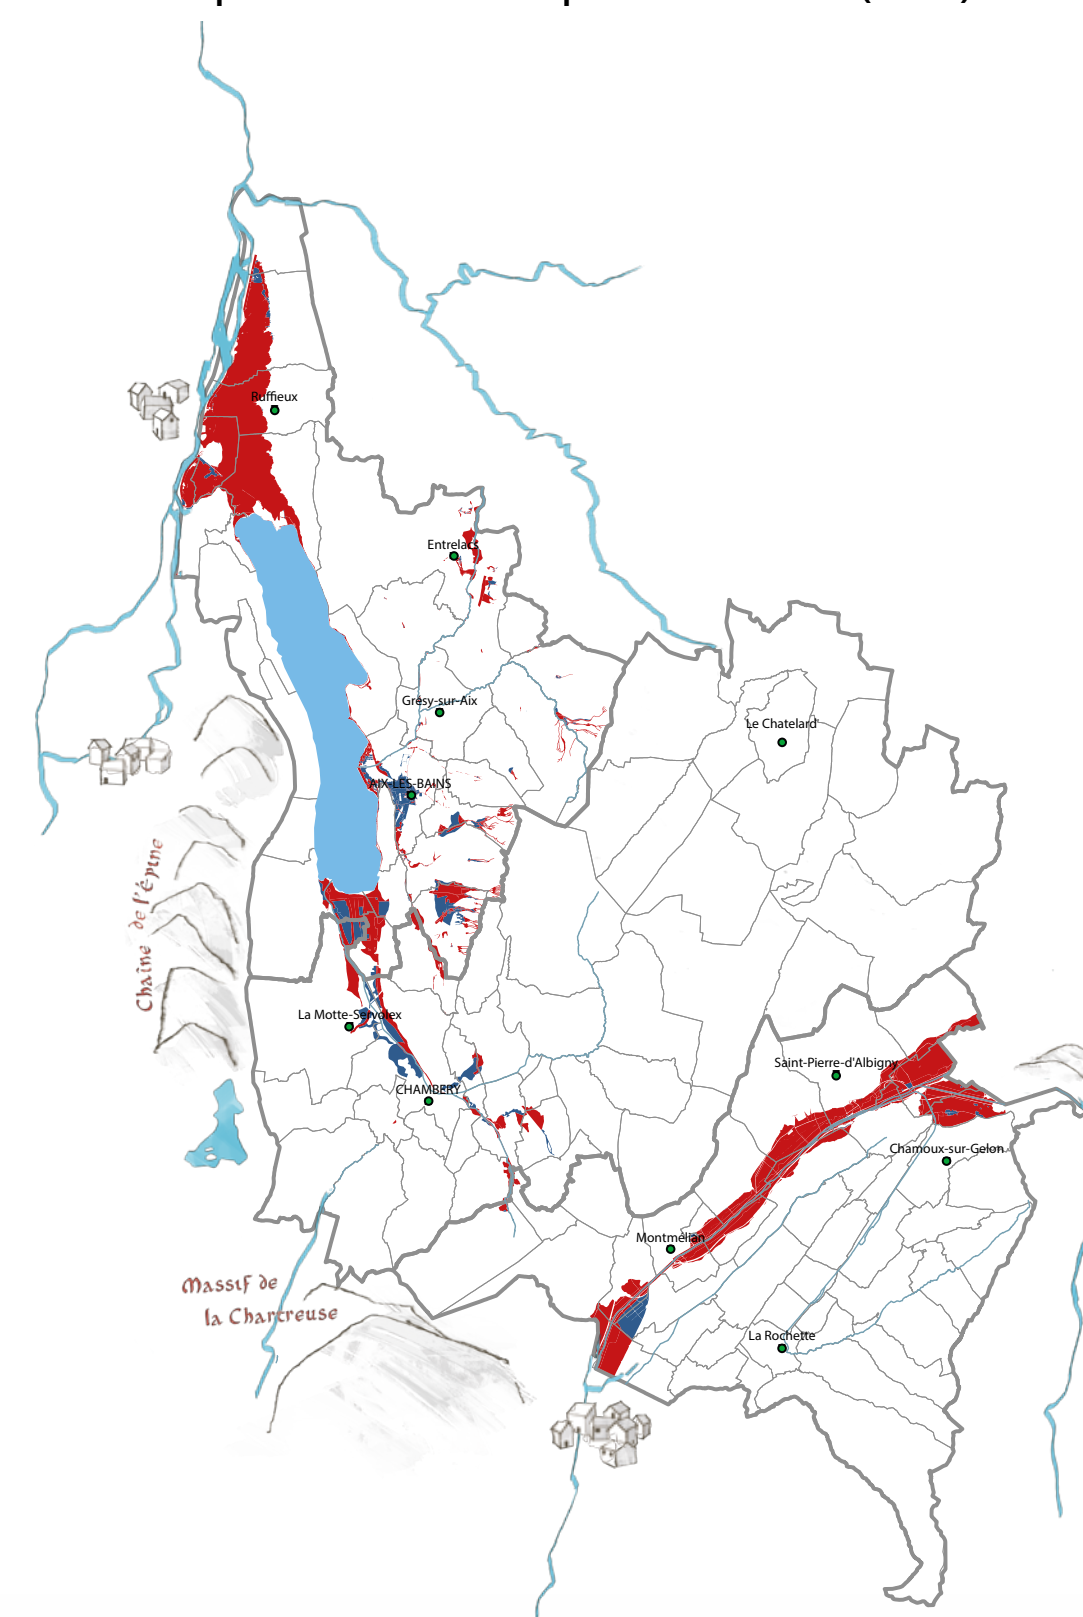 Ruffieux
Entrelacs
Grésy-sur-Aix
Le Chatelard
AIX-LES-BAINS
Chaîne de l'Épine
La Motte-Servolex
Saint-Pierre-d'Albigny
CHAMBERY
Chamoux-sur-Gelon
Montmélian
Massif de
la Chartreuse
La Rochette